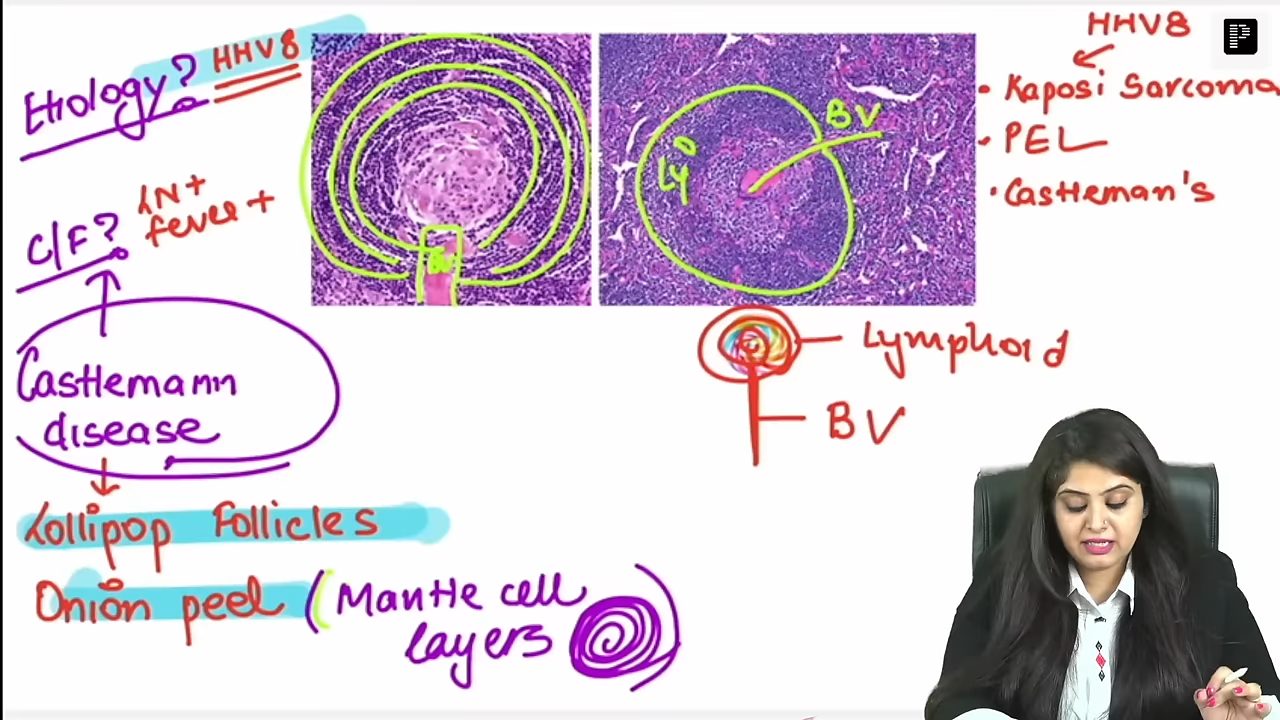 Etiology? HHV8
C/F? LN+
fever +
Castlemann
disease
Lollipop Follicles
Onion peel (Mantle cell
layers)
BV
Ly
BV
Lymphoid
BV
HHV8
• Kaposi Sarcoma
• PEL
• Castleman's
P